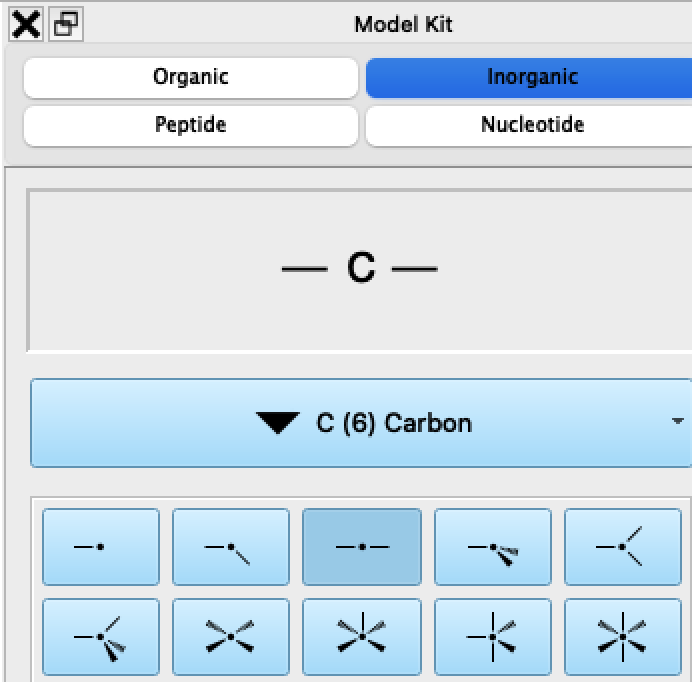 Model Kit
Organic
Inorganic
Peptide
Nucleotide
C
C (6) Carbon